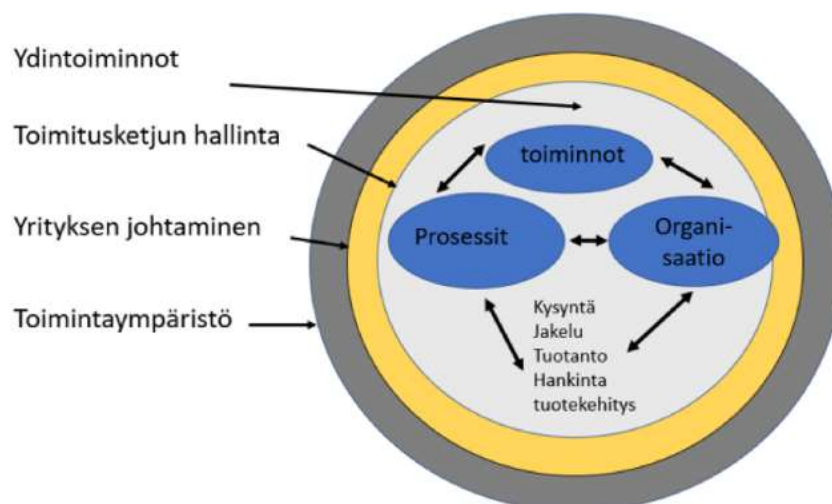 Ydintoiminnot
Toimitusketjun hallinta
Yrityksen johtaminen
Toimintaympäristö
toiminnot
Prosessit
Organi-
saatio
Kysyntä
Jakelu
Tuotanto
Hankinta
tuotekehitys